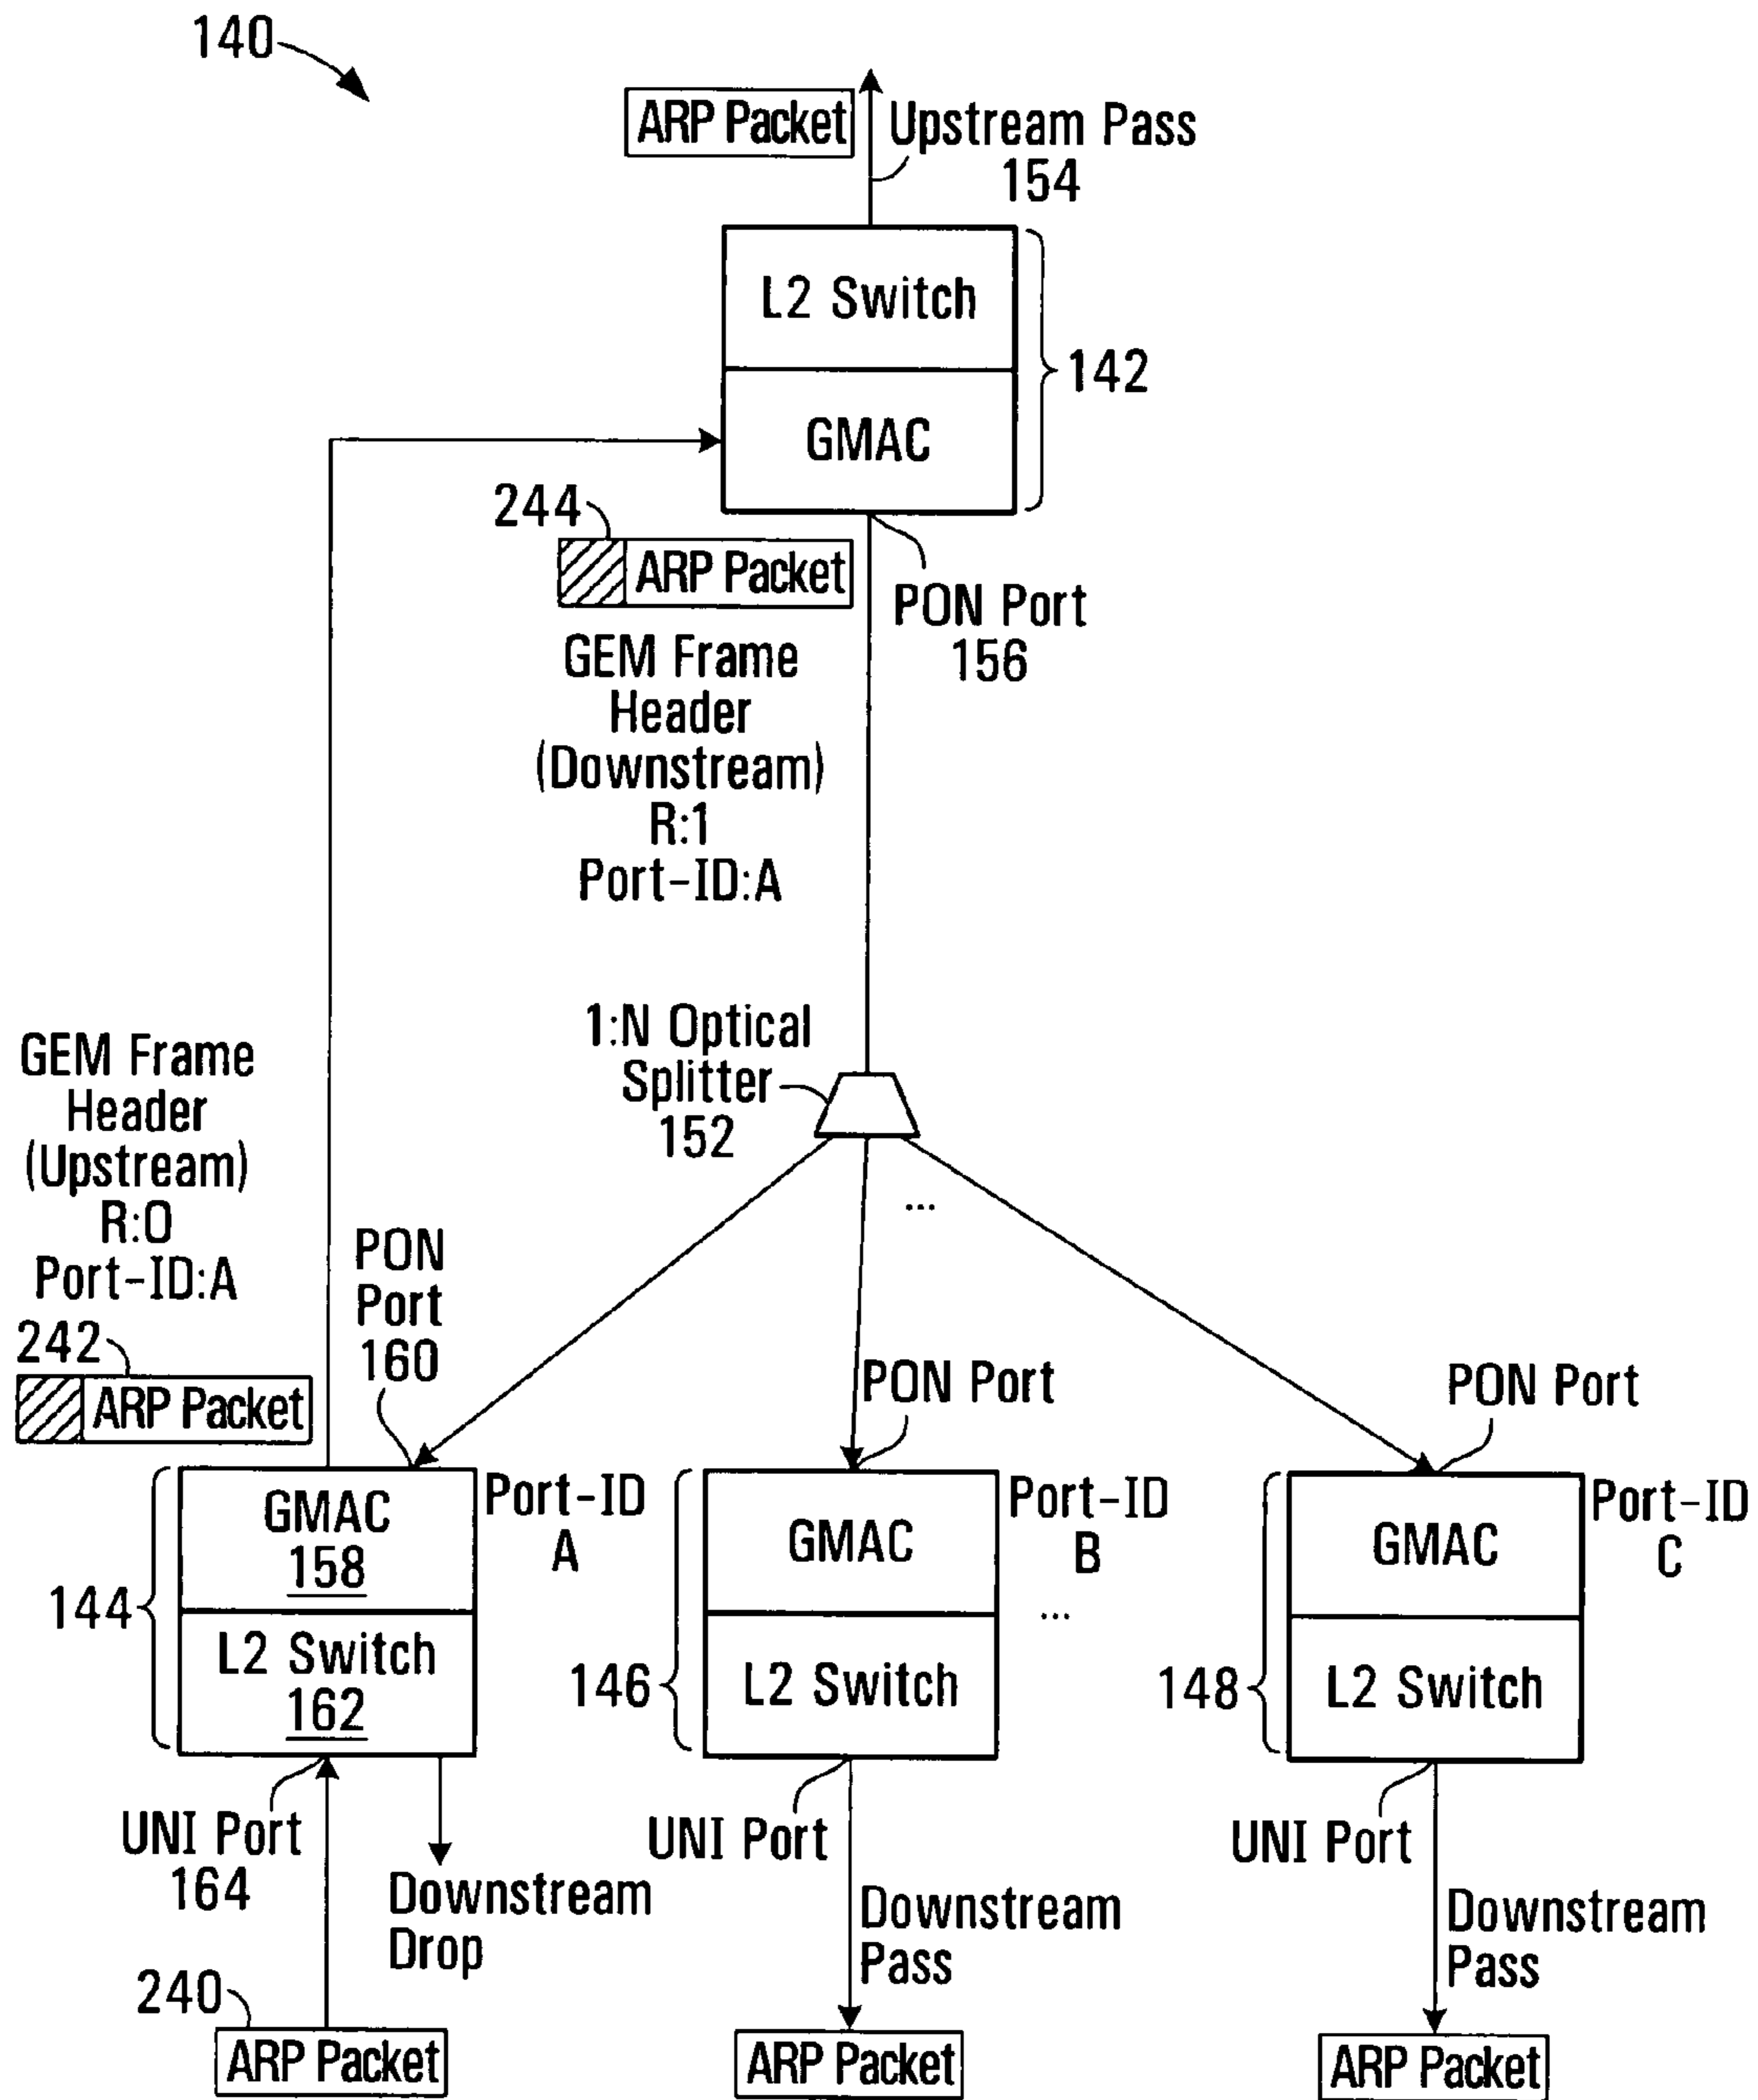 140
ARP Packet
Upstream Pass
154
L2 Switch
GMAC
142
244
ARP Packet
PON Port
156
GEM Frame
Header
(Downstream)
R:1
Port-ID:A
1:N Optical
Splitter
152
...
GEM Frame
Header
(Upstream)
R:0
Port-ID:A
242
ARP Packet
PON
Port
160
PON Port
PON Port
GMAC
158
Port-ID
A
L2 Switch
162
144
GMAC
Port-ID
B
...
L2 Switch
146
GMAC
Port-ID
C
L2 Switch
148
UNI Port
164
Downstream
Drop
UNI Port
Downstream
Pass
UNI Port
Downstream
Pass
240
ARP Packet
ARP Packet
ARP Packet